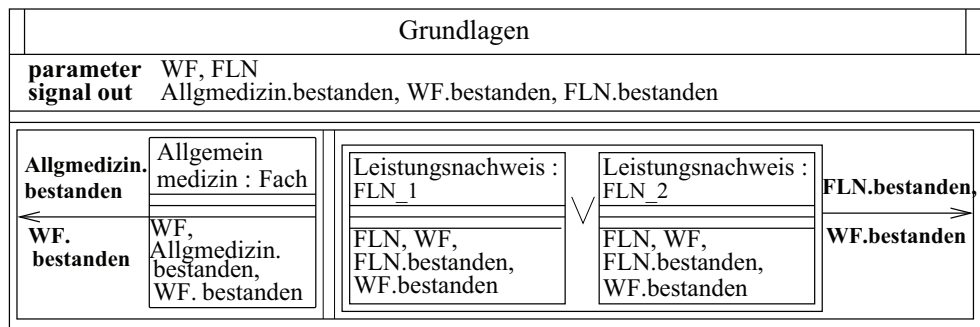 Grundlagen
parameter WF, FLN
signal out Allgmedizin.bestanden, WF.bestanden, FLN.bestanden
Allgmedizin.
bestanden
WF.
bestanden
Allgemein
medizin : Fach
WF,
Allgmedizin.
bestanden,
WF. bestanden
Leistungsnachweis :
FLN_1
FLN, WF,
FLN.bestanden,
WF.bestanden
Leistungsnachweis :
FLN_2
FLN, WF,
FLN.bestanden,
WF.bestanden
FLN.bestanden,
WF.bestanden